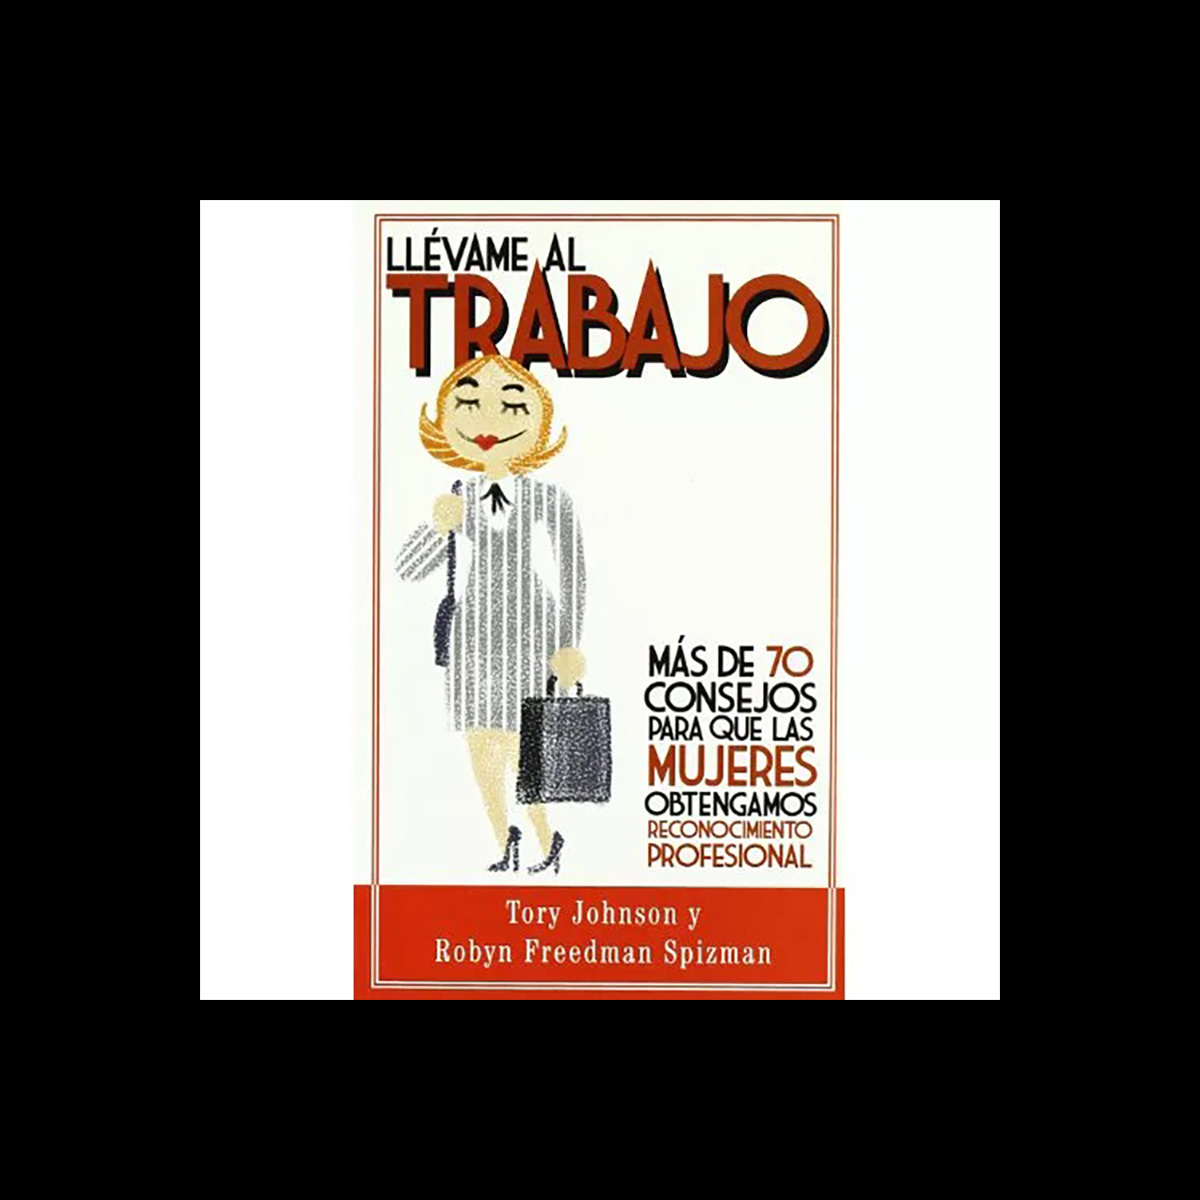 LLÉVAME AL
TRABAJO
MÁS DE 70
CONSEJOS
PARA QUE LAS
MUJERES
OBTENGAMOS
RECONOCIMIENTO
PROFESIONAL
Tory Johnson y
Robyn Freedman Spizman